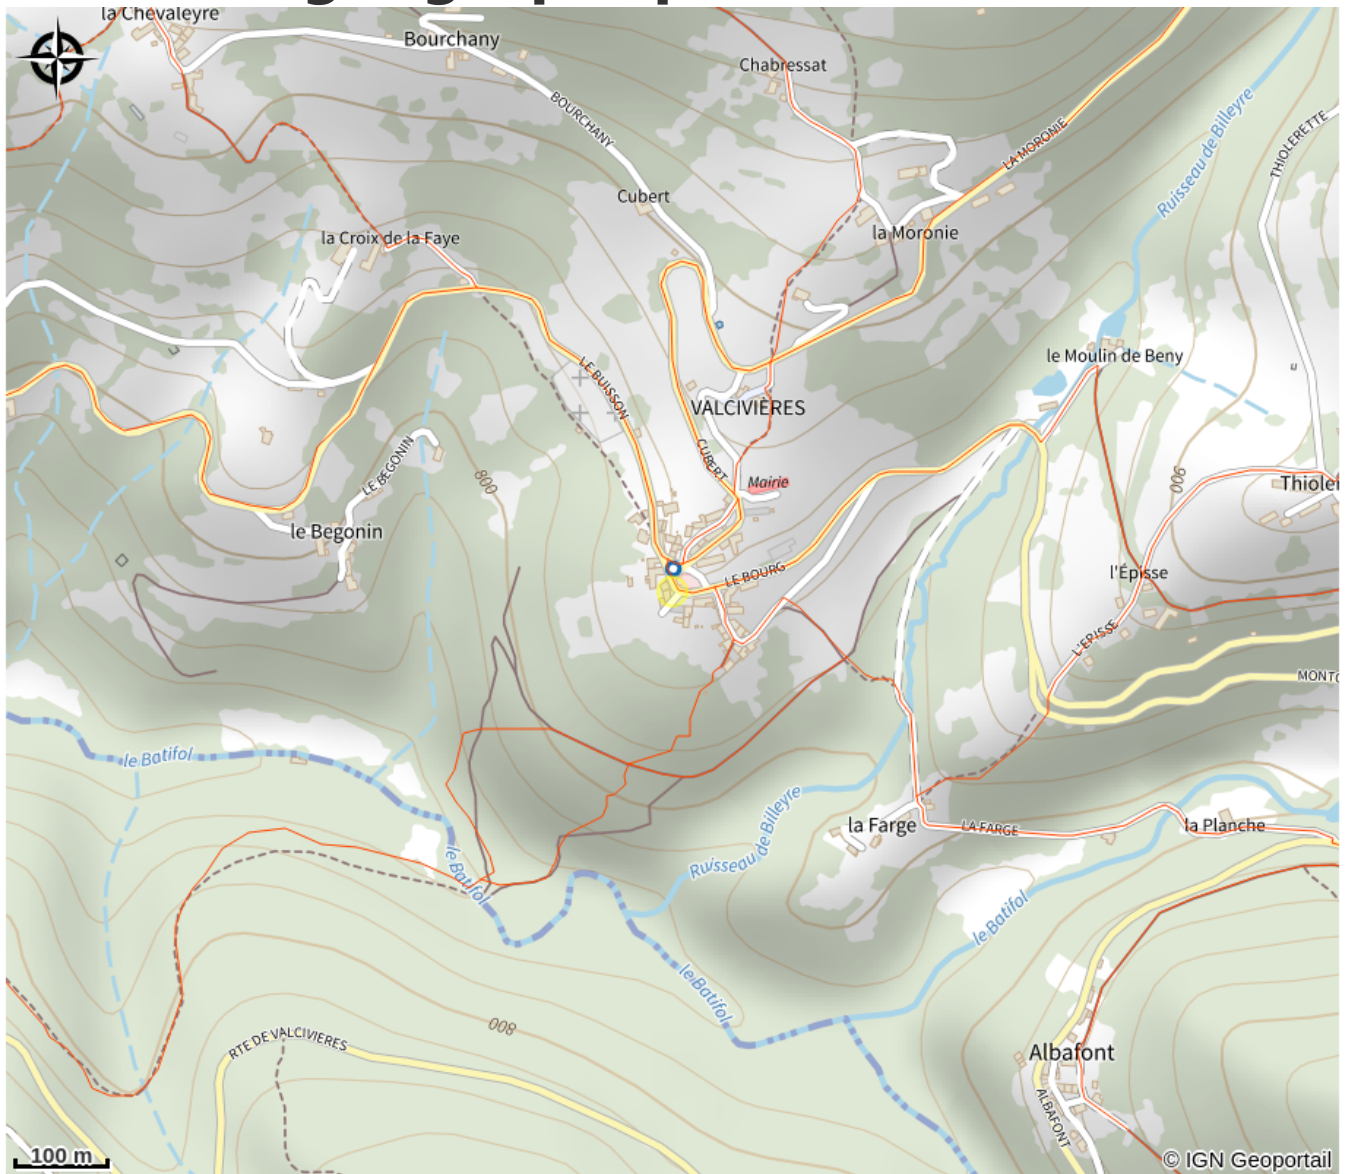 la Chevaleyre
Bourchany
Chabressat
BOURCHANY
LA MORONIE
Ruisseau de Billeyre
THIOLERETTE
Cubert
la Moronie
la Croix de la Faye
le Moulin de Beny
LE BUISSON
VALCIVIÈRES
CUBERT
LE BEGONIN
800
Mairie
900
Thioler
le Begonin
LE BOURG
l'Épisse
L'EPISSE
MONTG
le Batifol
Ruisseau de Billeyre
la Farge
LA FARGE
la Planche
le Batifol
le Batifol
le Batifol
800
RTE DE VALCIVIERES
Albafont
ALBAFONT
100 m
© IGN Geoportail